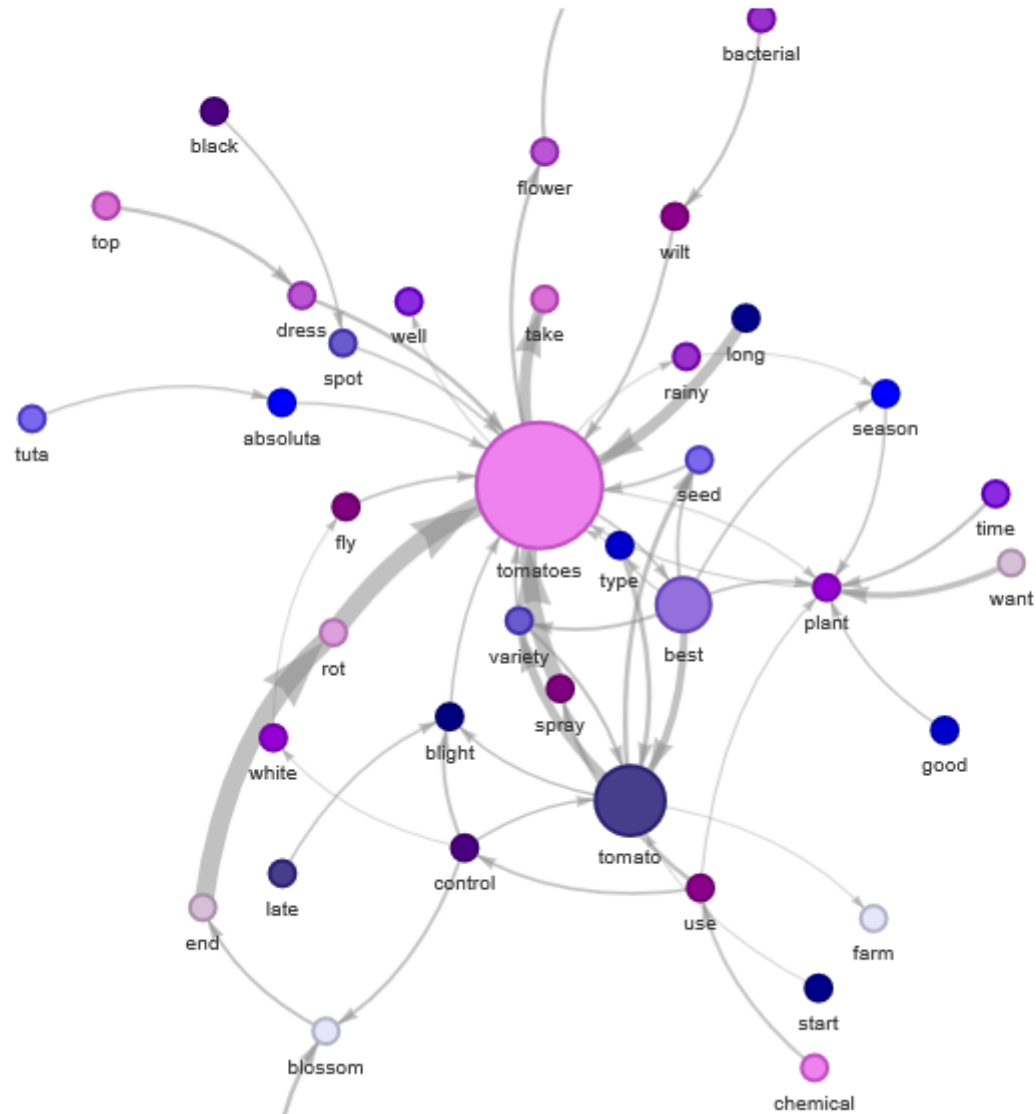 bacterial
black
flower
top
wilt
dress
well
take
long
rainy
spot
season
absoluta
tuta
seed
time
fly
tomatoes
type
want
plant
rot
variety
best
spray
blight
white
good
tomato
control
late
use
end
farm
start
blossom
chemical